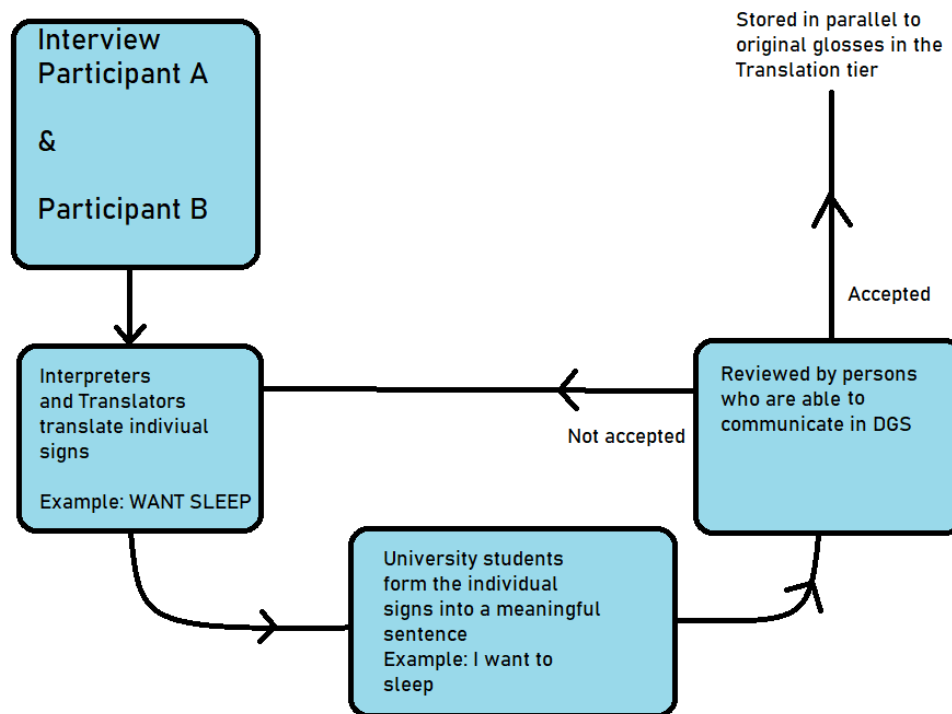 Interview
Participant A
&
Participant B
Stored in parallel to
original glosses in the
Translation tier
Accepted
Interpreters
and Translators
translate indiviual
signs
Example: WANT SLEEP
Not accepted
Reviewed by persons
who are able to
communicate in DGS
University students
form the individual
signs into a meaningful
sentence
Example: I want to
sleep